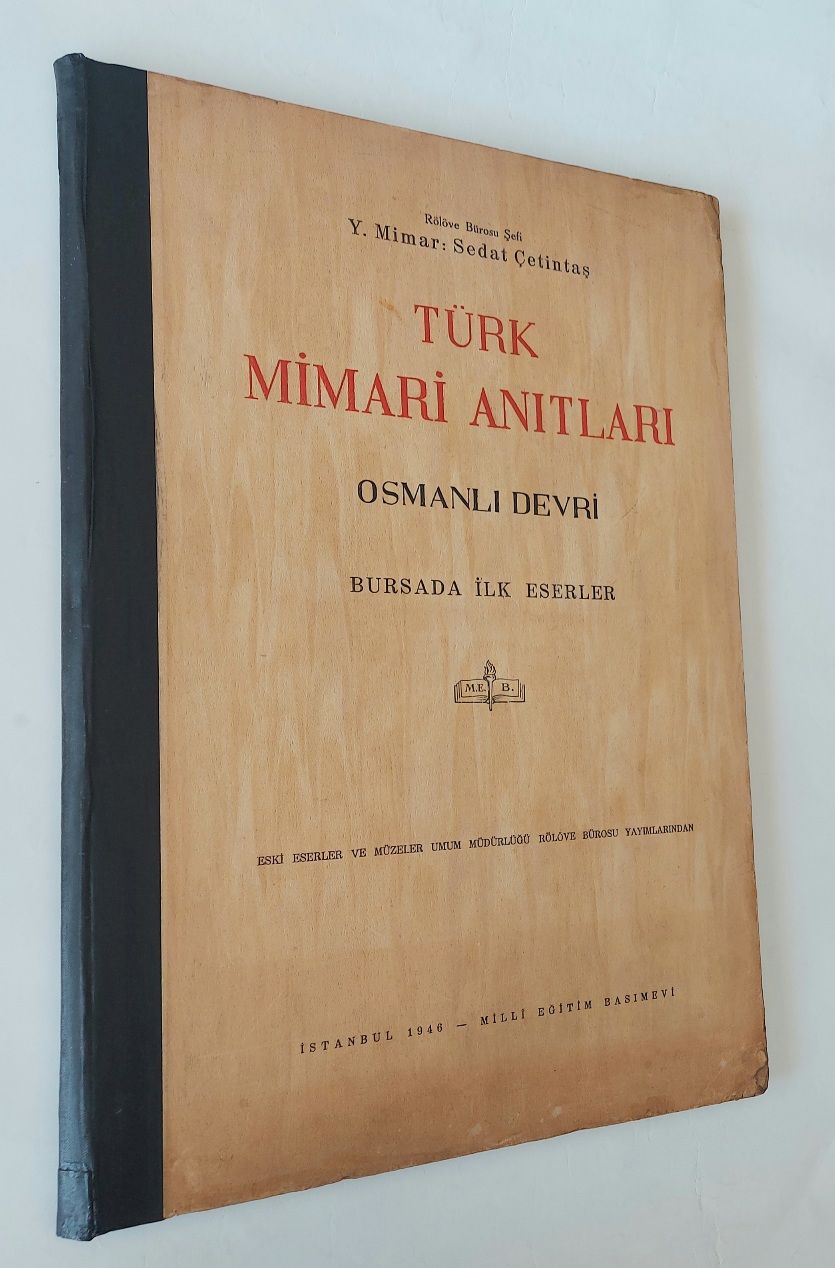 Rölöve Bürosu Şefi
Y. Mimar: Sedat Çetintaş
TÜRK
MİMARİ ANITLARI
OSMANLI DEVRİ
BURSADA İLK ESERLER
M.E. B.
ESKİ ESERLER VE MÜZELER UMUM MÜDÜRLÜĞÜ RÖLÖVE BÜROSU YAYIMLARINDAN
İSTANBUL 1946 — MİLLÎ EĞİTİM BASIMEVİ